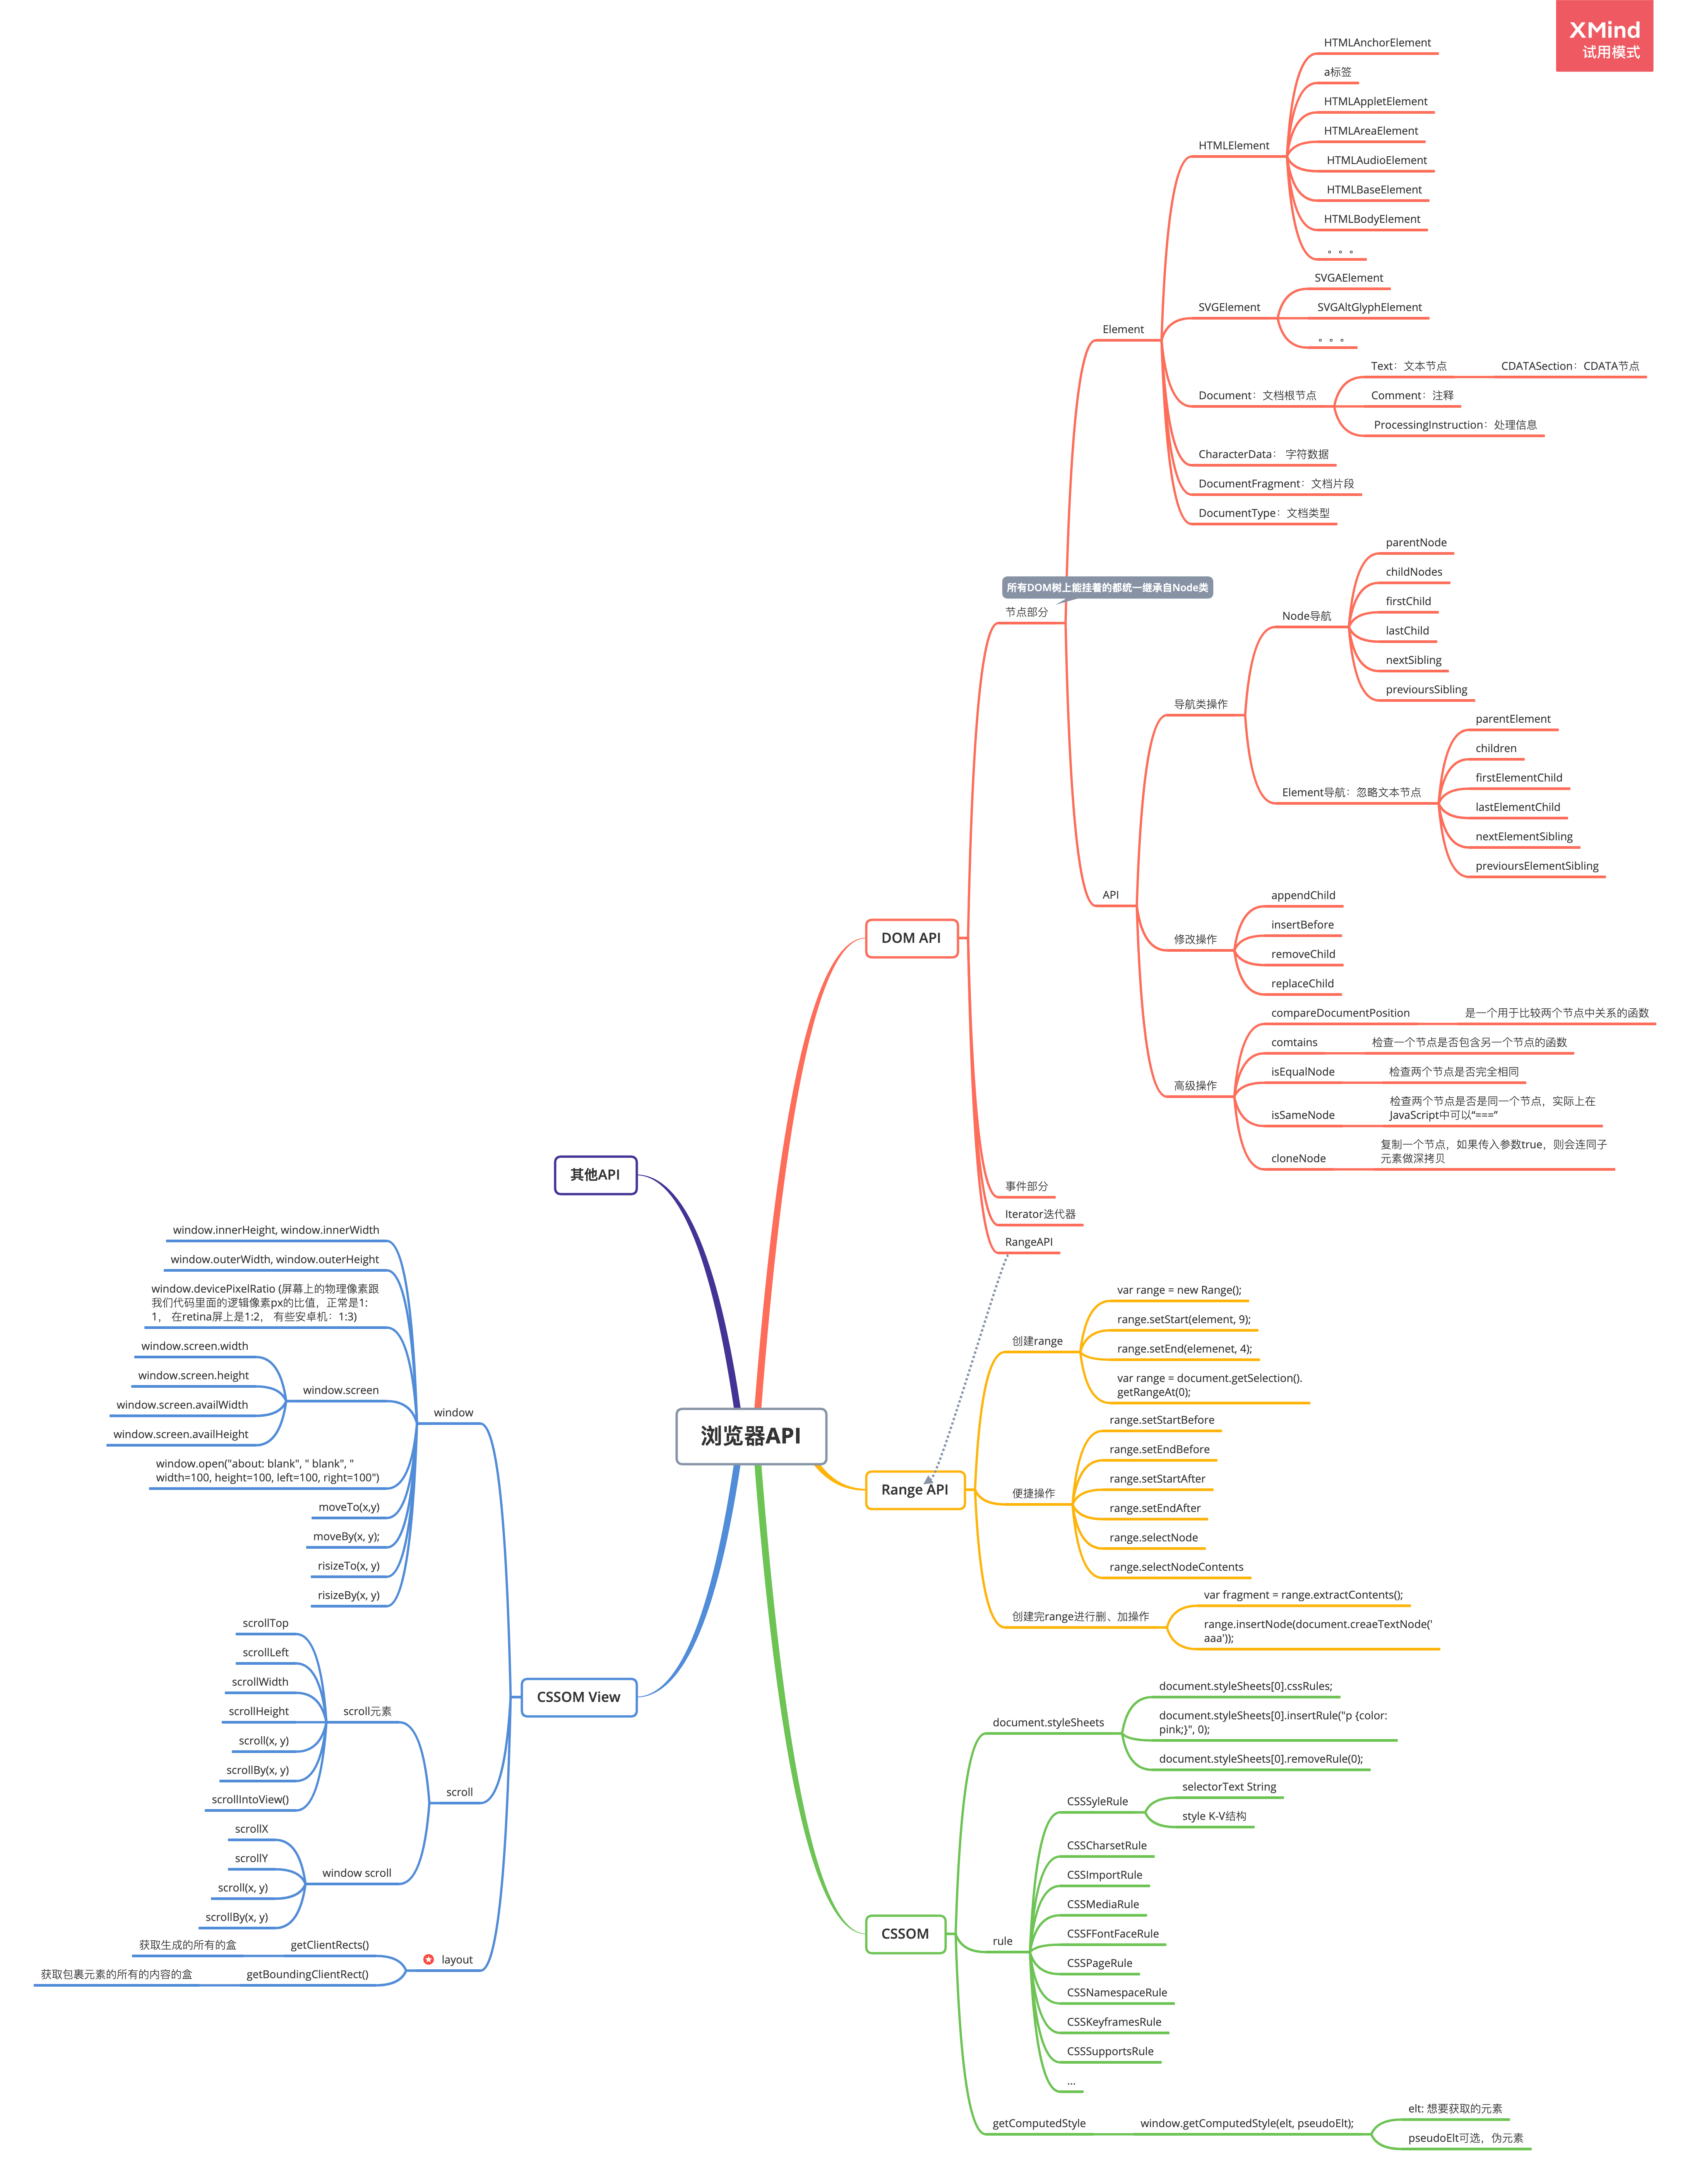 XMind
试用模式
浏览器API
DOM API
节点部分
所有DOM树上能挂着的都统一继承自Node类
Element
HTMLElement
HTMLAnchorElement
a标签
HTMLAppletElement
HTMLAreaElement
HTMLAudioElement
HTMLBaseElement
HTMLBodyElement
。。。
SVGElement
SVGAElement
SVGAltGlyphElement
。。。
Document：文档根节点
Text：文本节点
CDATASection：CDATA节点
Comment：注释
ProcessingInstruction：处理信息
CharacterData： 字符数据
DocumentFragment：文档片段
DocumentType：文档类型
API
导航类操作
Node导航
parentNode
childNodes
firstChild
lastChild
nextSibling
previoursSibling
Element导航：忽略文本节点
parentElement
children
firstElementChild
lastElementChild
nextElementSibling
previoursElementSibling
修改操作
appendChild
insertBefore
removeChild
replaceChild
高级操作
compareDocumentPosition
是一个用于比较两个节点中关系的函数
comtains
检查一个节点是否包含另一个节点的函数
isEqualNode
检查两个节点是否完全相同
isSameNode
检查两个节点是否是同一个节点，实际上在
JavaScript中可以“===”
cloneNode
复制一个节点，如果传入参数true，则会连同子
元素做深拷贝
事件部分
Iterator迭代器
RangeAPI
Range API
创建range
var range = new Range();
range.setStart(element, 9);
range.setEnd(elemenet, 4);
var range = document.getSelection().
getRangeAt(0);
便捷操作
range.setStartBefore
range.setEndBefore
range.setStartAfter
range.setEndAfter
range.selectNode
range.selectNodeContents
创建完range进行删、加操作
var fragment = range.extractContents();
range.insertNode(document.creaeTextNode('
aaa'));
CSSOM
document.styleSheets
document.styleSheets[0].cssRules;
document.styleSheets[0].insertRule("p {color:
pink;}", 0);
document.styleSheets[0].removeRule(0);
rule
CSSSyleRule
selectorText String
style K-V结构
CSSCharsetRule
CSSImportRule
CSSMediaRule
CSSFFontFaceRule
CSSPageRule
CSSNamespaceRule
CSSKeyframesRule
CSSSupportsRule
...
getComputedStyle
window.getComputedStyle(elt, pseudoElt);
elt: 想要获取的元素
pseudoElt可选，伪元素
CSSOM View
window
window.innerHeight, window.innerWidth
window.outerWidth, window.outerHeight
window.devicePixelRatio (屏幕上的物理像素跟
我们代码里面的逻辑像素px的比值，正常是1:
1， 在retina屏上是1:2， 有些安卓机：1:3)
window.screen
window.screen.width
window.screen.height
window.screen.availWidth
window.screen.availHeight
window.open("about: blank", " blank", "
width=100, height=100, left=100, right=100")
moveTo(x,y)
moveBy(x, y);
risizeTo(x, y)
risizeBy(x, y)
scroll
scroll元素
scrollTop
scrollLeft
scrollWidth
scrollHeight
scroll(x, y)
scrollBy(x, y)
scrollIntoView()
window scroll
scrollX
scrollY
scroll(x, y)
scrollBy(x, y)
layout
getClientRects()
获取生成的所有的盒
getBoundingClientRect()
获取包裹元素的所有的内容的盒
其他API